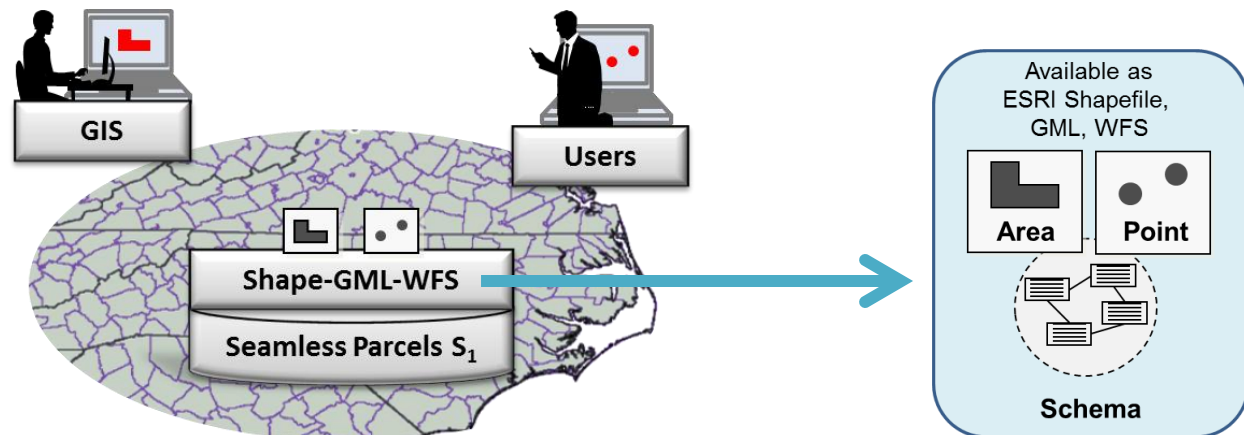 GIS
Users
Shape-GML-WFS
Seamless Parcels S₁
Available as
ESRI Shapefile,
GML, WFS
Area
Point
Schema